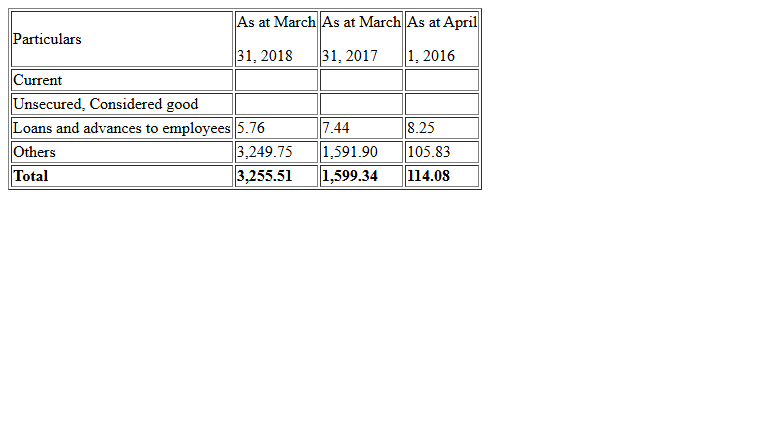 Particulars As at March 31, 2018 As at March 31, 2017 As at April 1, 2016
Current
Unsecured, Considered good
Loans and advances to employees 5.76 7.44 8.25
Others 3,249.75 1,591.90 105.83
Total 3,255.51 1,599.34 114.08